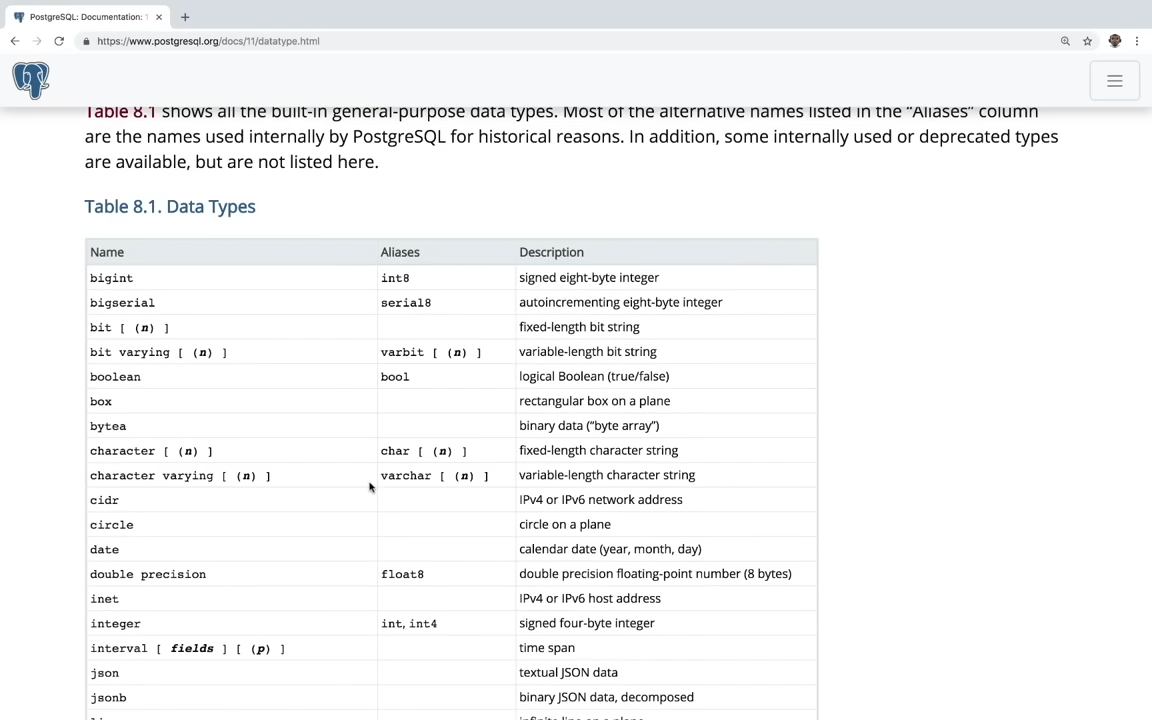 PostgreSQL: Documentation: 1
https://www.postgresql.org/docs/11/datatype.html
Table 8.1 shows all the built-in general-purpose data types. Most of the alternative names listed in the “Aliases” column
are the names used internally by PostgreSQL for historical reasons. In addition, some internally used or deprecated types
are available, but are not listed here.
Table 8.1. Data Types
Name Aliases Description
bigint int8 signed eight-byte integer
bigserial serial8 autoincrementing eight-byte integer
bit [ (n) ] fixed-length bit string
bit varying [ (n) ] varbit [ (n) ] variable-length bit string
boolean bool logical Boolean (true/false)
box rectangular box on a plane
bytea binary data (“byte array”)
character [ (n) ] char [ (n) ] fixed-length character string
character varying [ (n) ] varchar [ (n) ] variable-length character string
cidr IPv4 or IPv6 network address
circle circle on a plane
date calendar date (year, month, day)
double precision float8 double precision floating-point number (8 bytes)
inet IPv4 or IPv6 host address
integer int, int4 signed four-byte integer
interval [ fields ] [ (p) ] time span
json textual JSON data
jsonb binary JSON data, decomposed